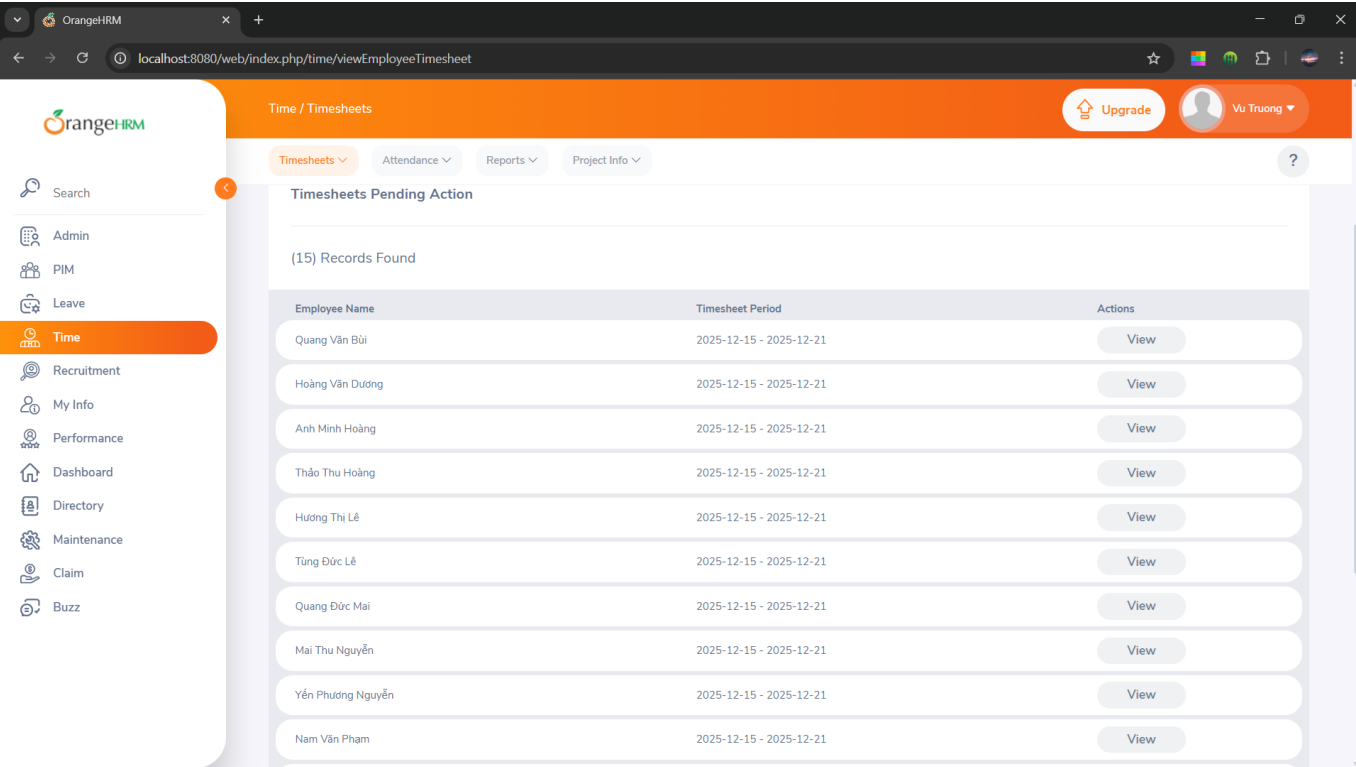 OrangeHRM
localhost:8080/web/index.php/time/viewEmployeeTimesheet
OrangeHRM
Time / Timesheets
Upgrade
Vu Truong
Timesheets
Attendance
Reports
Project Info
?
Search
Admin
PIM
Leave
Time
Recruitment
My Info
Performance
Dashboard
Directory
Maintenance
Claim
Buzz
Timesheets Pending Action
(15) Records Found
Employee Name Timesheet Period Actions
Quang Văn Bùi 2025-12-15 - 2025-12-21 View
Hoàng Văn Dương 2025-12-15 - 2025-12-21 View
Anh Minh Hoàng 2025-12-15 - 2025-12-21 View
Thảo Thu Hoàng 2025-12-15 - 2025-12-21 View
Hương Thị Lê 2025-12-15 - 2025-12-21 View
Tùng Đức Lê 2025-12-15 - 2025-12-21 View
Quang Đức Mai 2025-12-15 - 2025-12-21 View
Mai Thu Nguyễn 2025-12-15 - 2025-12-21 View
Yến Phương Nguyễn 2025-12-15 - 2025-12-21 View
Nam Văn Phạm 2025-12-15 - 2025-12-21 View